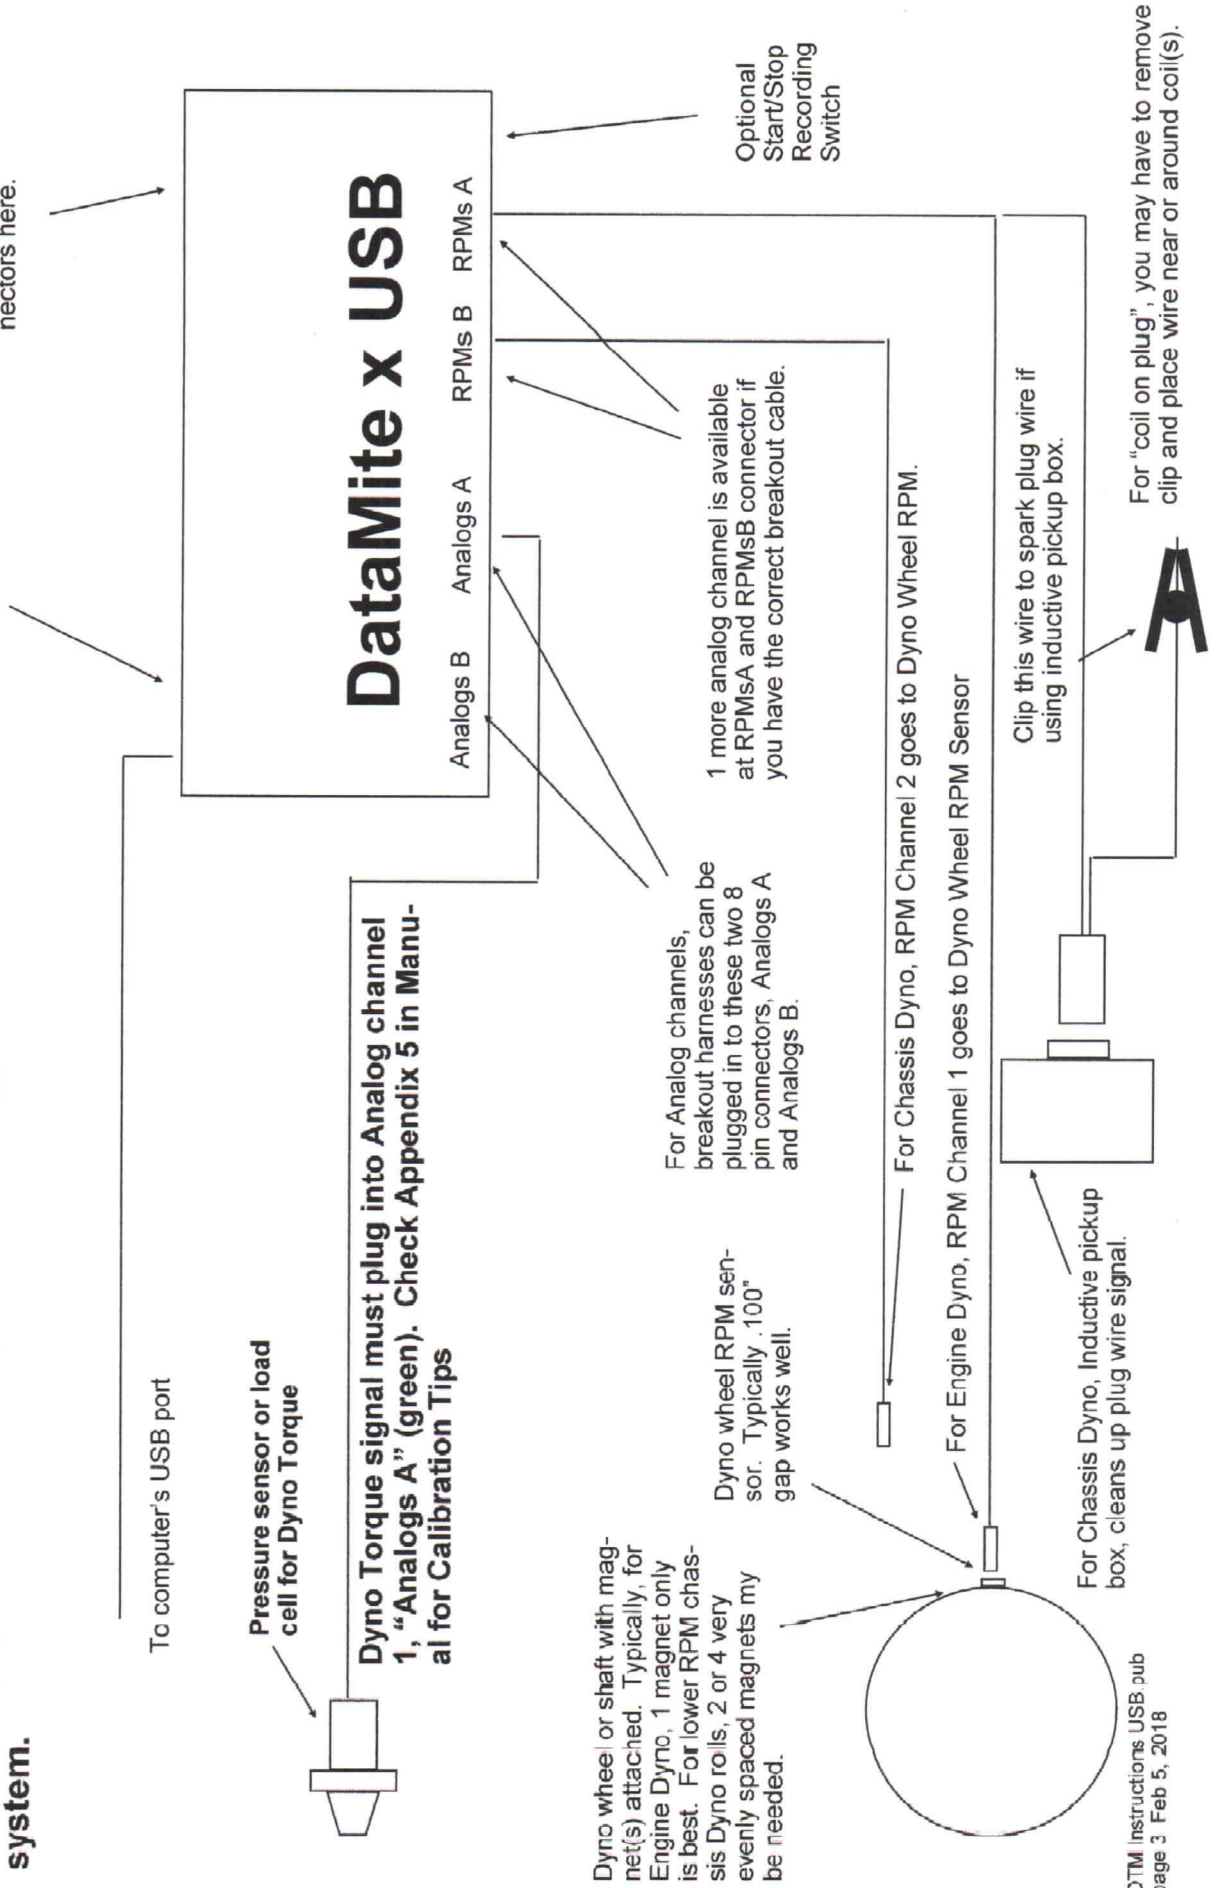 system.
nectors here.
To computer's USB port
Pressure sensor or load
cell for Dyno Torque
Dyno Torque signal must plug into Analog channel
1, “Analogs A” (green).  Check Appendix 5 in Manu-
al for Calibration Tips
DataMite x USB
Analogs B
Analogs A
RPMs B
RPMs A
Optional
Start/Stop
Recording
Switch
For Analog channels,
breakout harnesses can be
plugged in to these two 8
pin connectors, Analogs A
and Analogs B.
1 more analog channel is available
at RPMsA and RPMsB connector if
you have the correct breakout cable.
Dyno wheel or shaft with mag-
net(s) attached.  Typically, for
Engine Dyno, 1 magnet only
is best.  For lower RPM chas-
sis Dyno rolls, 2 or 4 very
evenly spaced magnets my
be needed.
Dyno wheel RPM sen-
sor.  Typically .100”
gap works well.
For Chassis Dyno, RPM Channel 2 goes to Dyno Wheel RPM.
For Engine Dyno, RPM Channel 1 goes to Dyno Wheel RPM Sensor
Clip this wire to spark plug wire if
using inductive pickup box.
For Chassis Dyno, Inductive pickup
box, cleans up plug wire signal.
For “coil on plug”, you may have to remove
clip and place wire near or around coil(s).
DTM Instructions USB.pub
page 3  Feb 5, 2018